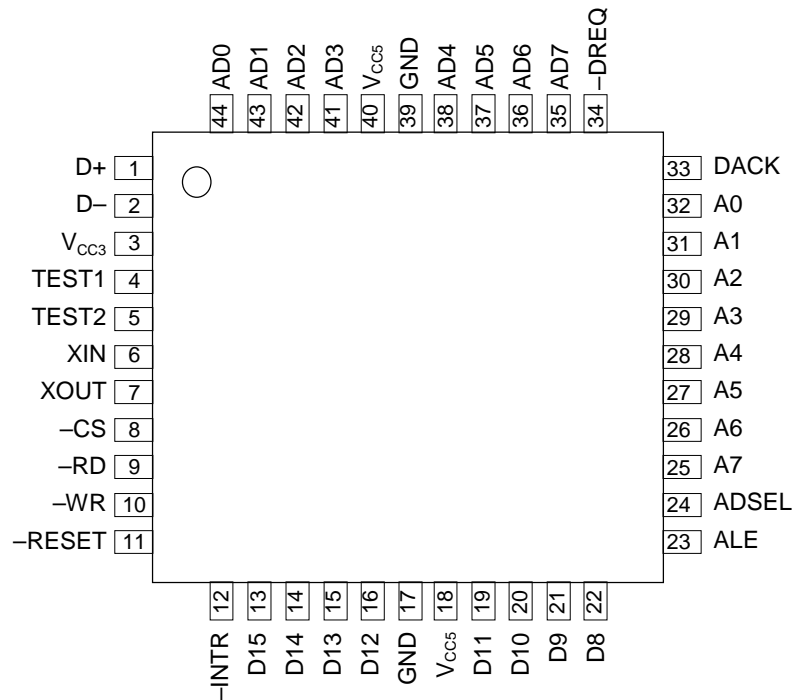 AD0 AD1 AD2 AD3 VCC5 GND AD4 AD5 AD6 AD7 –DREQ
44 43 42 41 40 39 38 37 36 35 34
D+ 1
D– 2
VCC3 3
TEST1 4
TEST2 5
XIN 6
XOUT 7
–CS 8
–RD 9
–WR 10
–RESET 11
33 DACK
32 A0
31 A1
30 A2
29 A3
28 A4
27 A5
26 A6
25 A7
24 ADSEL
23 ALE
12 13 14 15 16 17 18 19 20 21 22
–INTR D15 D14 D13 D12 GND VCC5 D11 D10 D9 D8